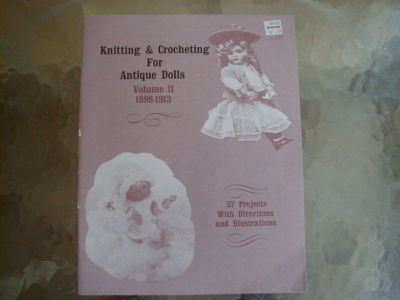 Knitting & Crocheting
For
Antique Dolls
Volume II
1898-1913
57 Projects
With Directions
and Illustrations